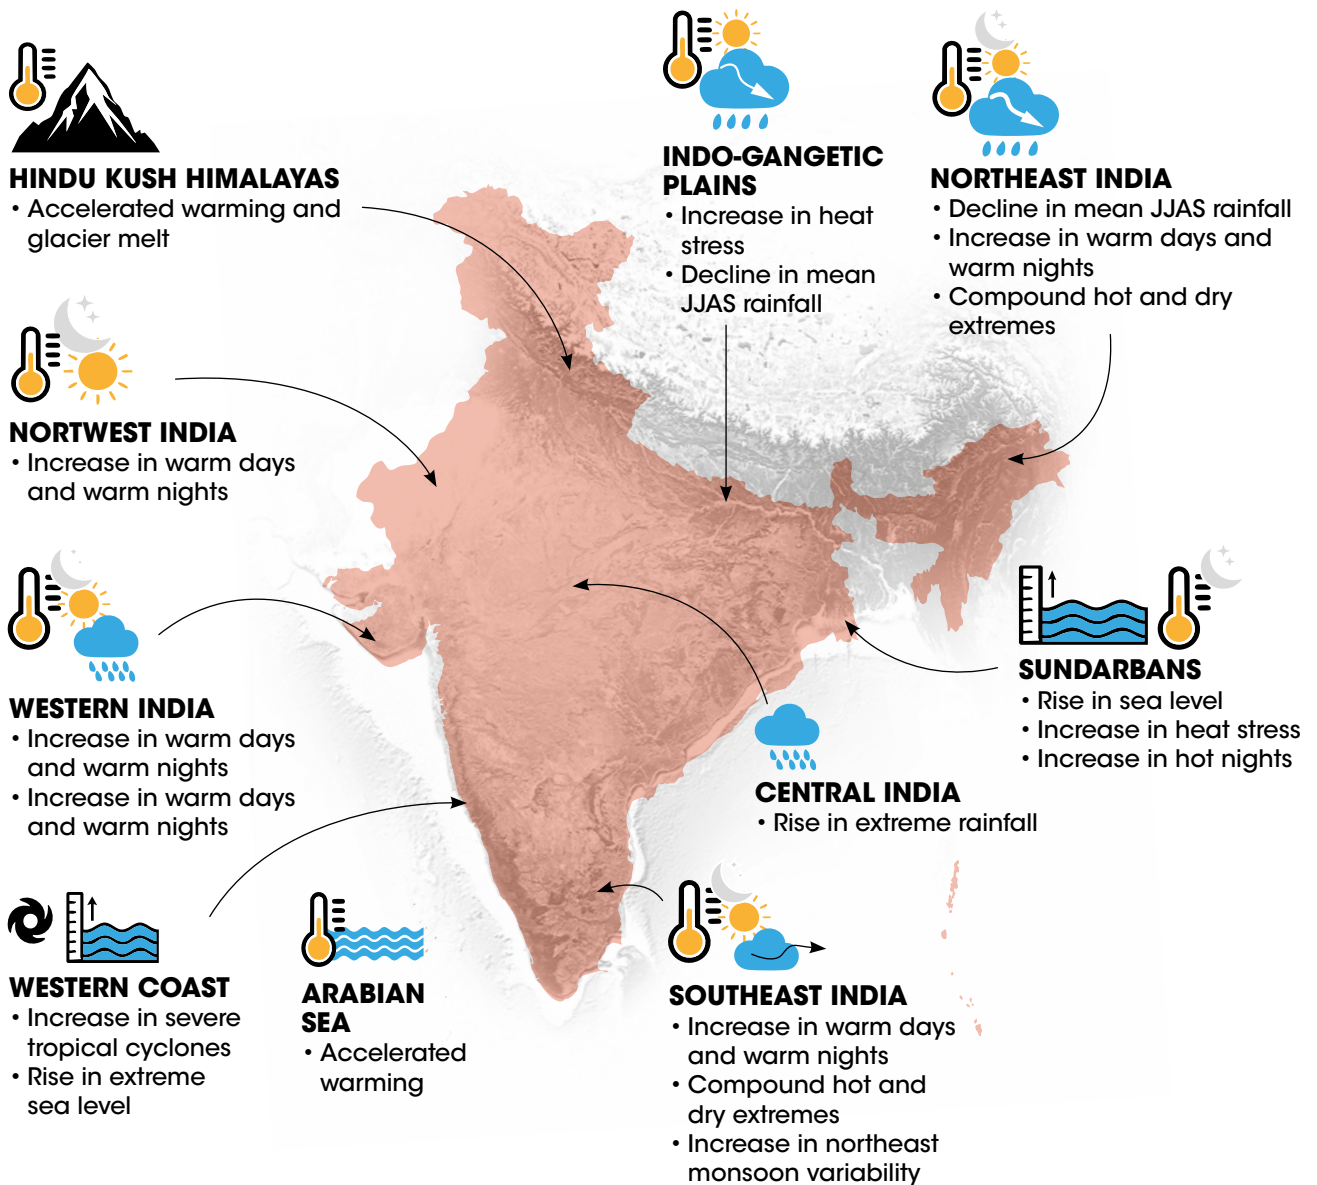 HINDU KUSH HIMALAYAS
• Accelerated warming and
glacier melt
INDO-GANGETIC
PLAINS
• Increase in heat
stress
• Decline in mean
JJAS rainfall
NORTHEAST INDIA
• Decline in mean JJAS rainfall
• Increase in warm days and
warm nights
• Compound hot and dry
extremes
NORTWEST INDIA
• Increase in warm days
and warm nights
WESTERN INDIA
• Increase in warm days
and warm nights
• Increase in warm days
and warm nights
SUNDARBANS
• Rise in sea level
• Increase in heat stress
• Increase in hot nights
CENTRAL INDIA
• Rise in extreme rainfall
WESTERN COAST
• Increase in severe
tropical cyclones
• Rise in extreme
sea level
ARABIAN
SEA
• Accelerated
warming
SOUTHEAST INDIA
• Increase in warm days
and warm nights
• Compound hot and
dry extremes
• Increase in northeast
monsoon variability